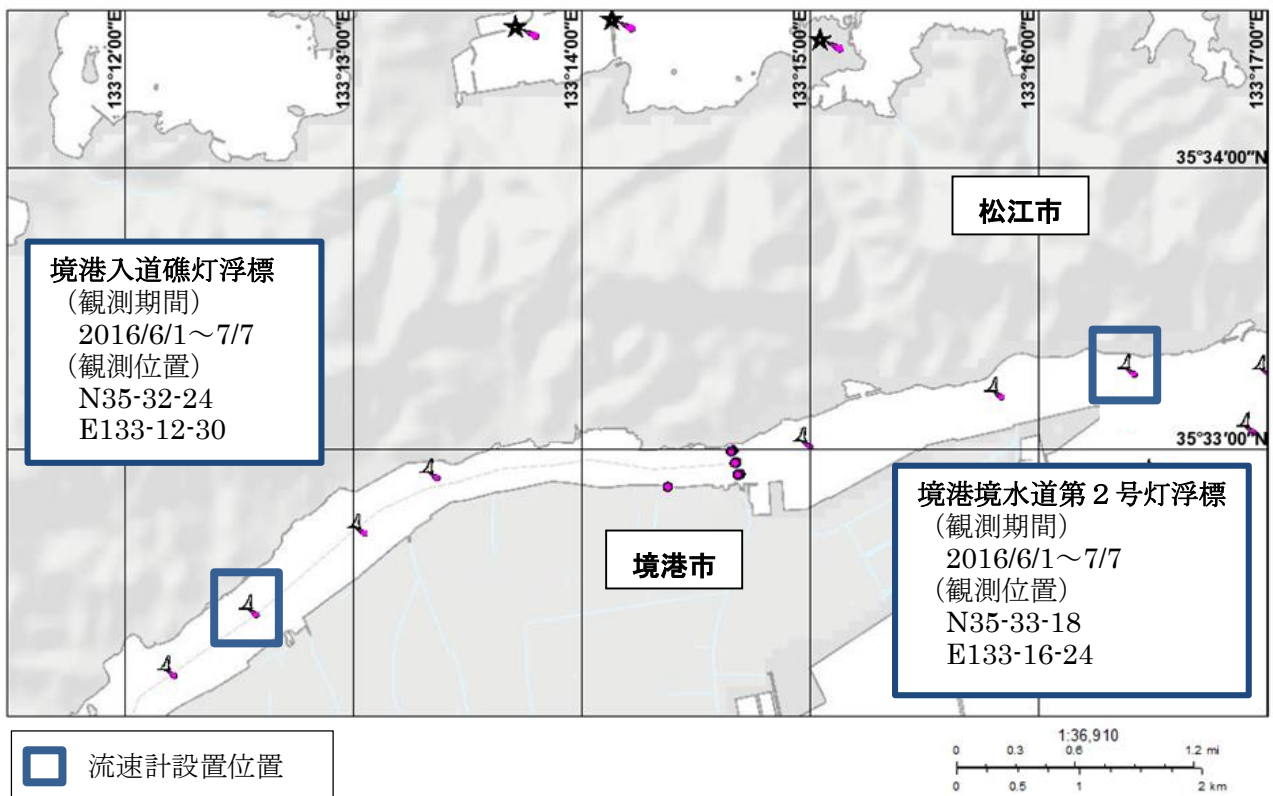 133°12'00"E
133°13'00"E
133°14'00"E
133°15'00"E
133°16'00"E
133°17'00"E
35°34'00"N
松江市
境港入道礁灯浮標
（観測期間）
2016/6/1～7/7
（観測位置）
N35-32-24
E133-12-30
35°33'00"N
境港市
境港境水道第２号灯浮標
（観測期間）
2016/6/1～7/7
（観測位置）
N35-33-18
E133-16-24
流速計設置位置
1:36,910
0 0.3 0.6 1.2 mi
0 0.5 1 2 km